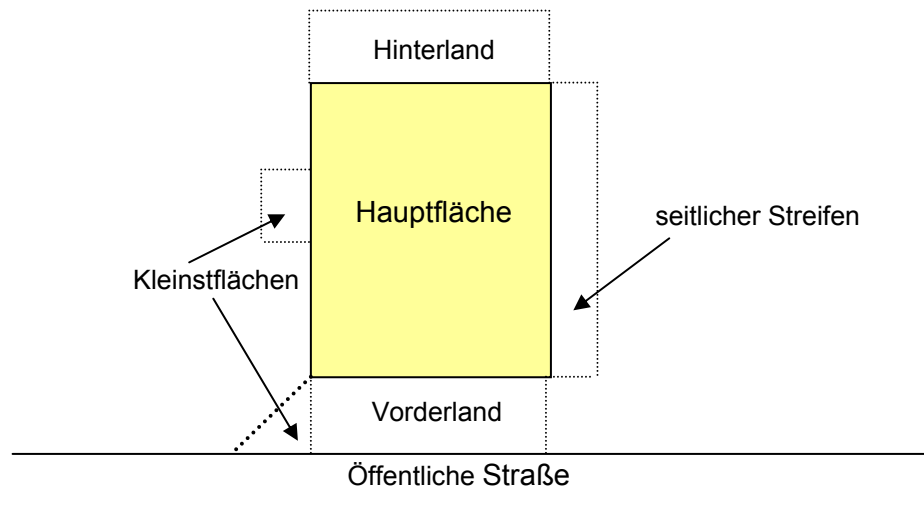 Hinterland
Hauptfläche
seitlicher Streifen
Kleinstflächen
Vorderland
Öffentliche Straße